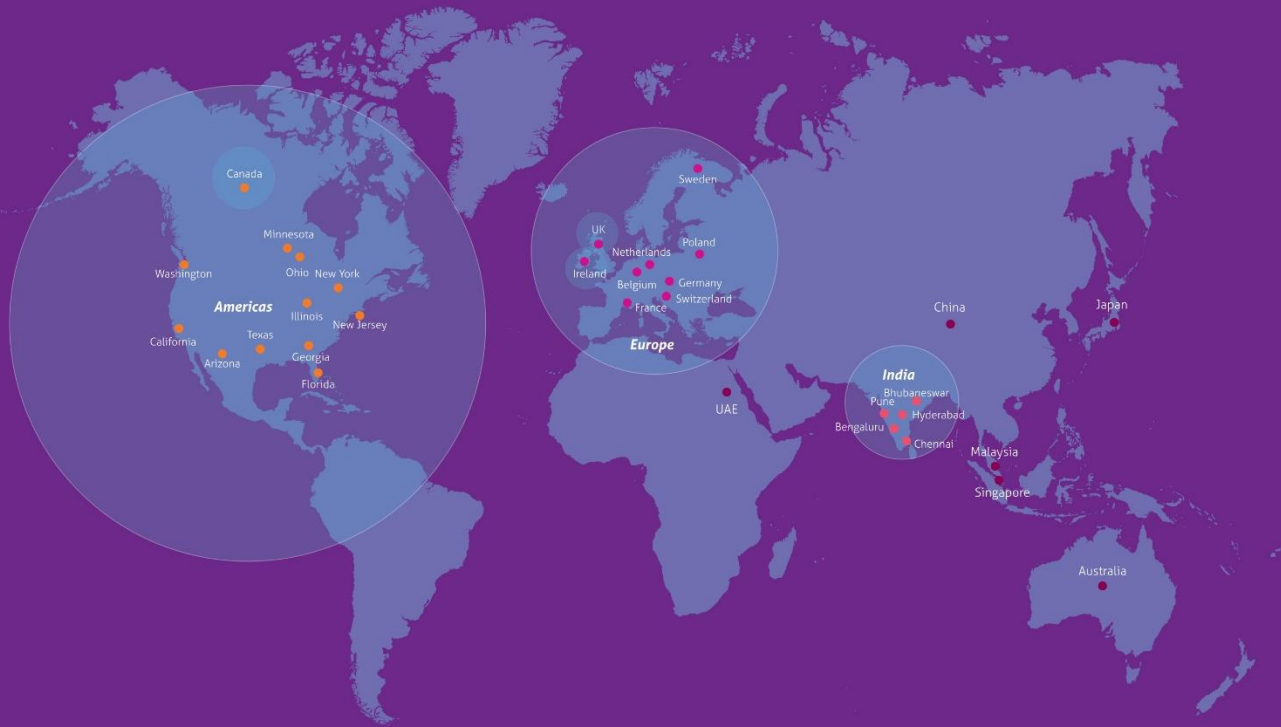 Canada
Minnesota
Washington
Ohio
New York
Americas
Illinois
New Jersey
California
Texas
Arizona
Georgia
Florida
Sweden
UK
Netherlands
Poland
Ireland
Belgium
Germany
Switzerland
France
Europe
UAE
India
Bhubaneswar
Pune
Hyderabad
Bengaluru
Chennai
China
Japan
Malaysia
Singapore
Australia